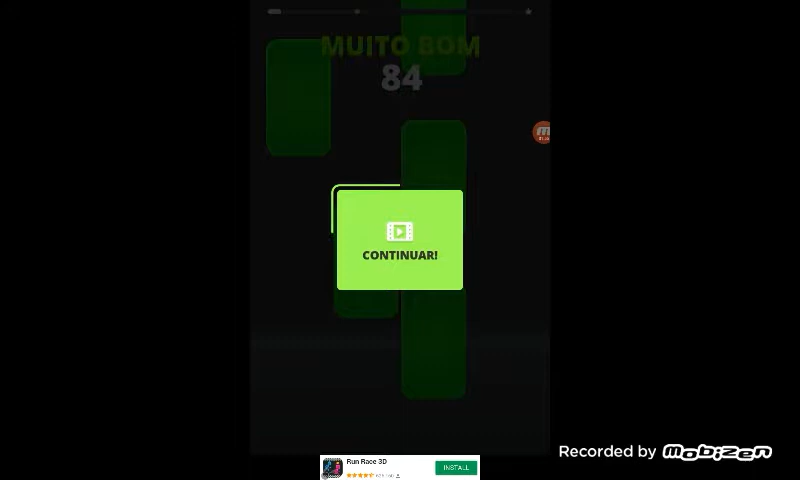 MUITO BOM
84
CONTINUAR!
Run Race 3D
INSTALL
Recorded by mobizen